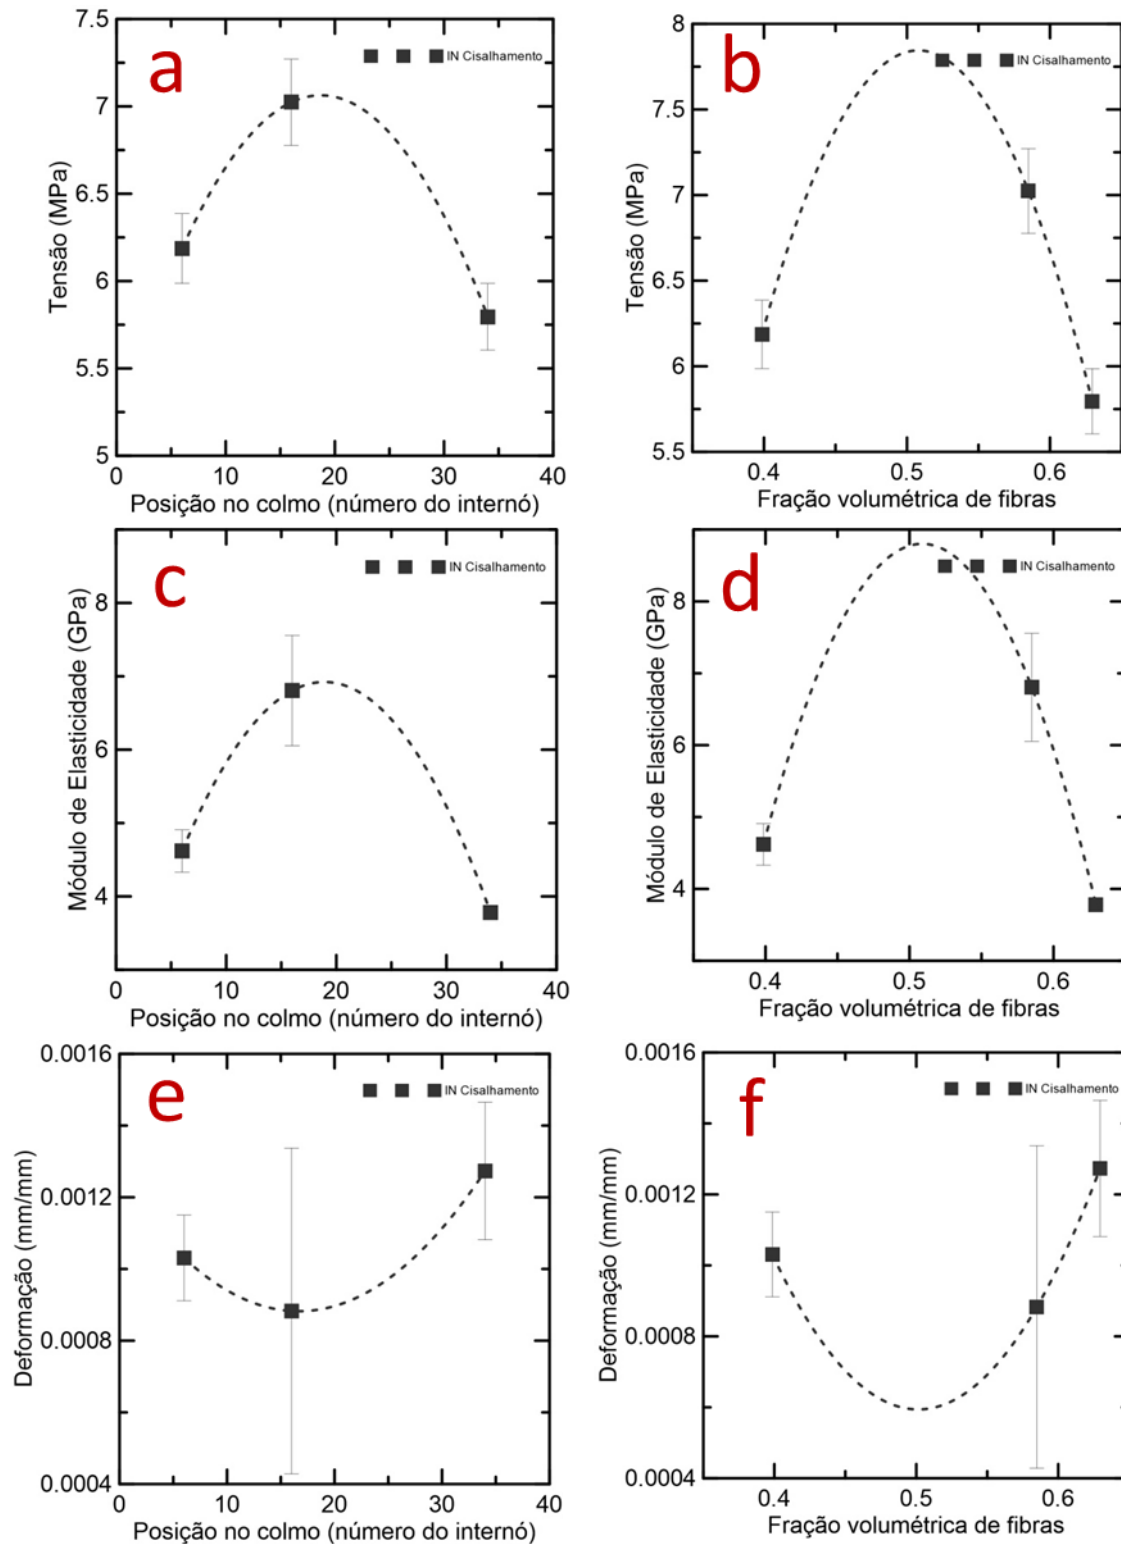 a
IN Cisalhamento
Tensão (MPa)
7.5
7
6.5
6
5.5
5
0
10
20
30
40
Posição no colmo (número do internó)
b
IN Cisalhamento
Tensão (MPa)
8
7.5
7
6.5
6
5.5
0.4
0.5
0.6
Fração volumétrica de fibras
c
IN Cisalhamento
Módulo de Elasticidade (GPa)
8
6
4
0
10
20
30
40
Posição no colmo (número do internó)
d
IN Cisalhamento
Módulo de Elasticidade (GPa)
8
6
4
0.4
0.5
0.6
Fração volumétrica de fibras
e
IN Cisalhamento
Deformação (mm/mm)
0.0016
0.0012
0.0008
0.0004
0
10
20
30
40
Posição no colmo (número do internó)
f
IN Cisalhamento
Deformação (mm/mm)
0.0016
0.0012
0.0008
0.0004
0.4
0.5
0.6
Fração volumétrica de fibras